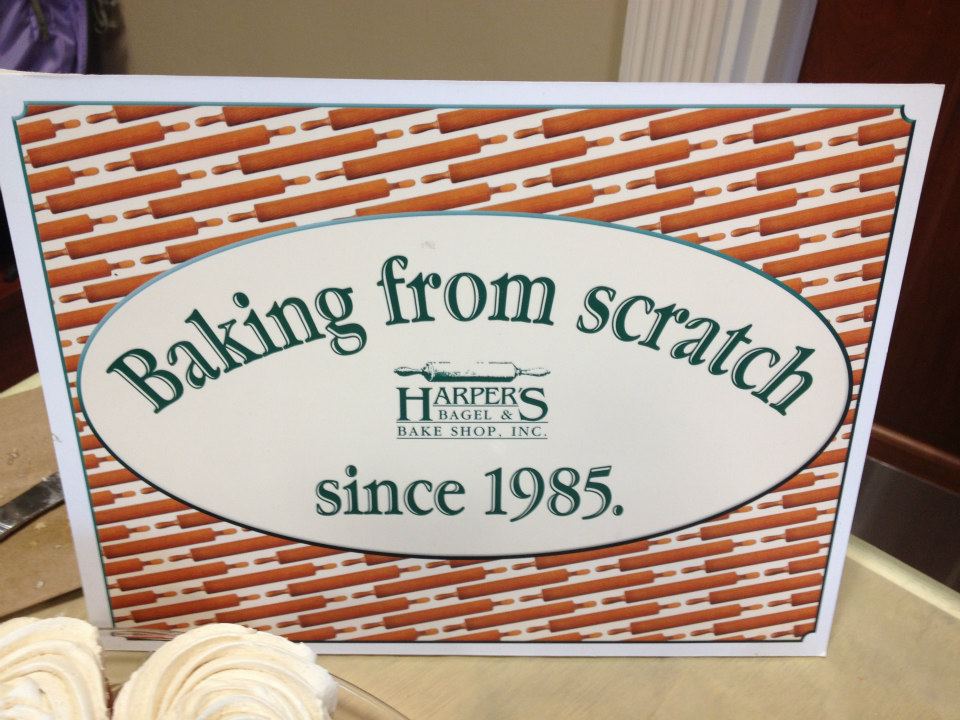 Baking from scratch
HARPER'S
BAGEL &
BAKE SHOP, INC.
since 1985.